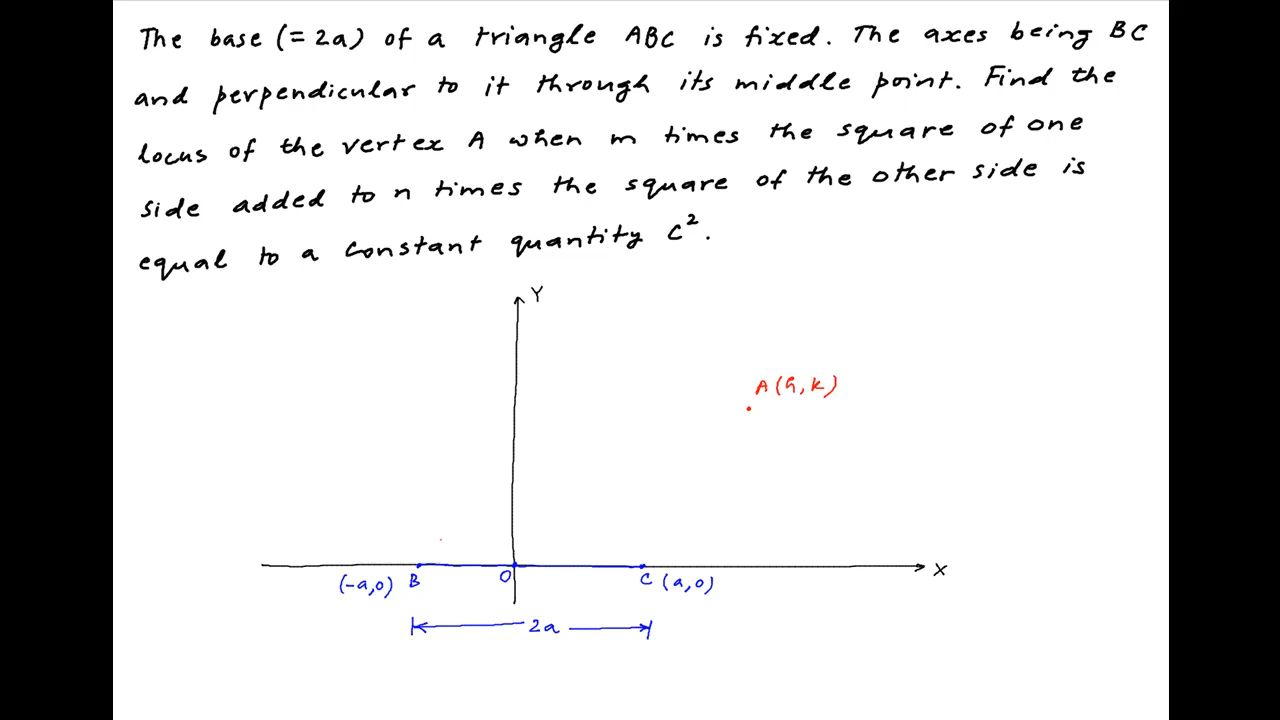 The base (= 2a) of a triangle ABC is fixed. The axes being BC
and perpendicular to it through its middle point. Find the
locus of the vertex A when m times the square of one
side added to n times the square of the other side is
equal to a constant quantity c².
Y
A(h, k)
(-a,0) B O C (a,0) X
2a